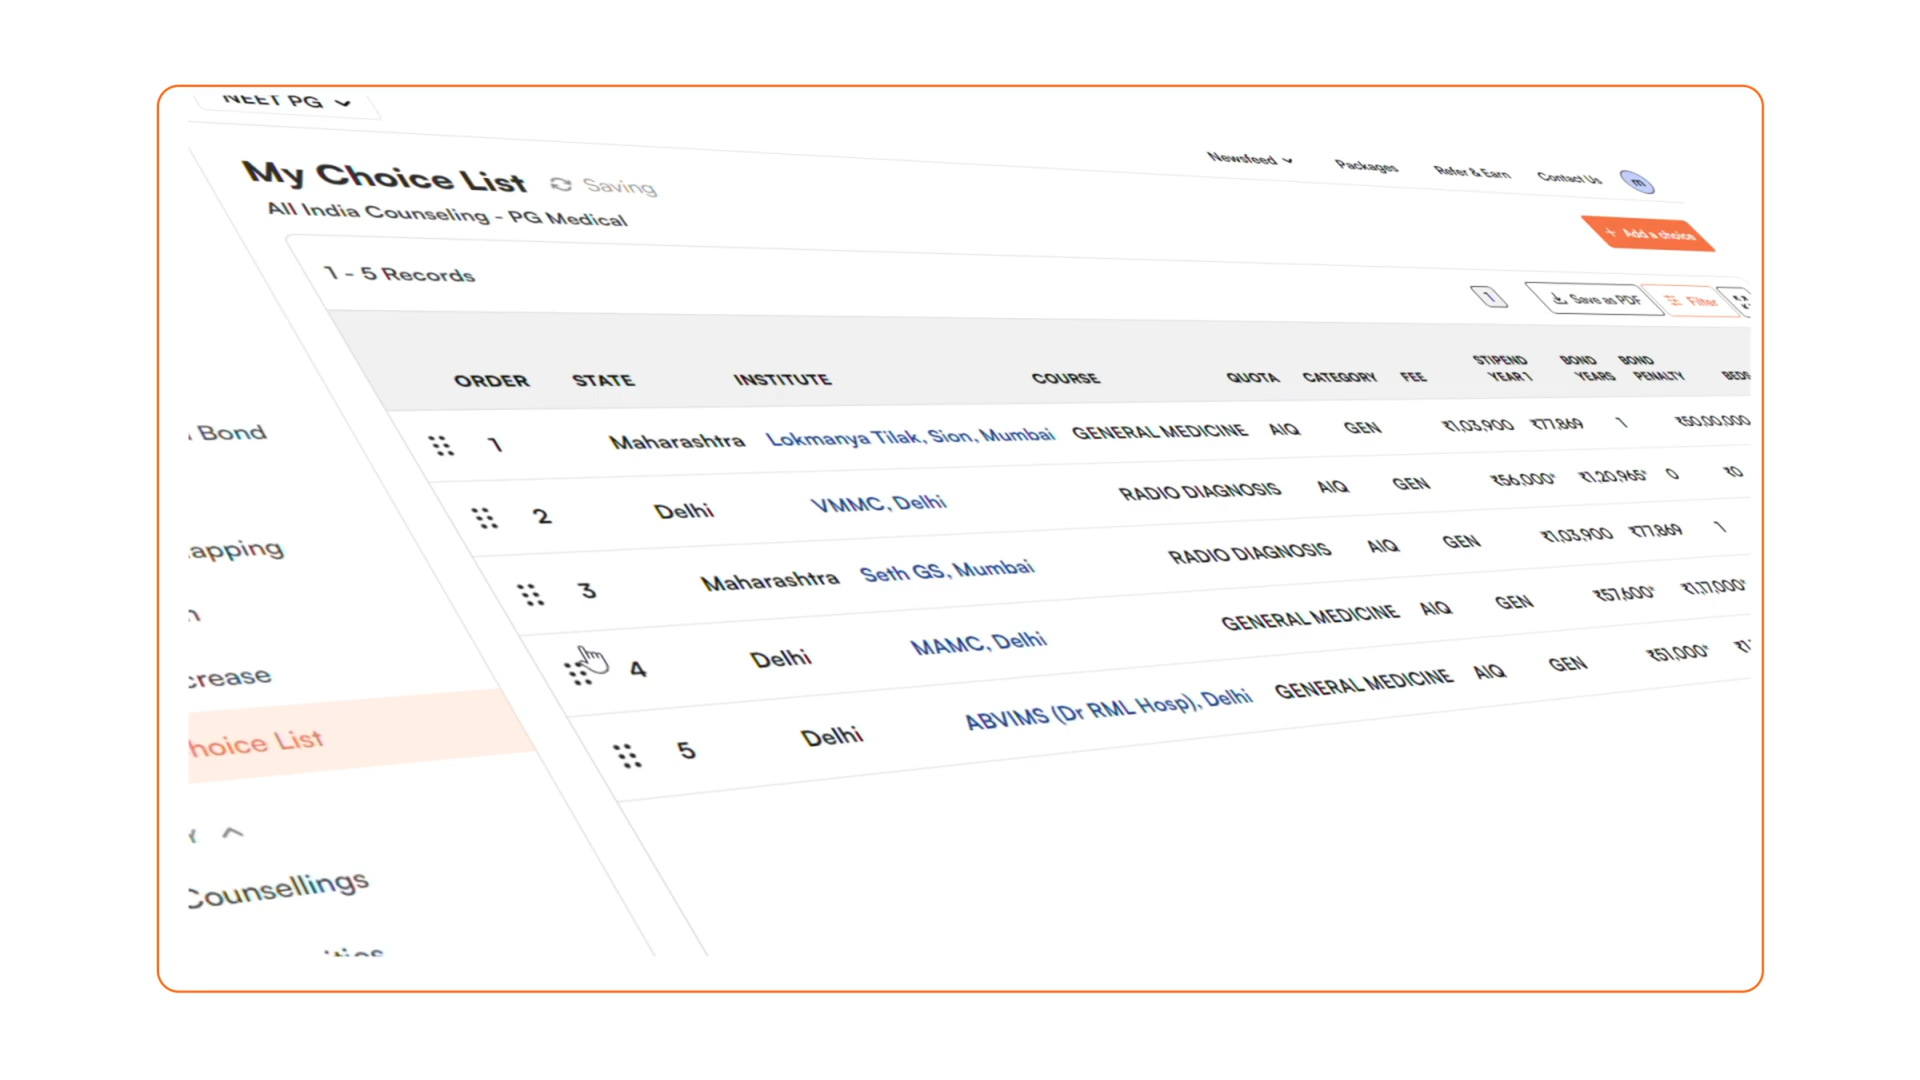 NEET PG
Newsfeed
Packages
Refer & Earn
Contact Us
m
My Choice List
Saving
All India Counseling - PG Medical
+ Add a choice
1 - 5 Records
1
Save as PDF
Filter
ORDER STATE INSTITUTE COURSE QUOTA CATEGORY FEE STIPEND YEAR 1 BOND YEARS BOND PENALTY BEDS
1 Maharashtra Lokmanya Tilak, Sion, Mumbai GENERAL MEDICINE AIQ GEN ₹1,03,900 ₹77,869 1 ₹50,00,000
2 Delhi VMMC, Delhi RADIO DIAGNOSIS AIQ GEN ₹56,000* ₹1,20,965* 0 ₹0
3 Maharashtra Seth GS, Mumbai RADIO DIAGNOSIS AIQ GEN ₹1,03,900 ₹77,869 1
4 Delhi MAMC, Delhi GENERAL MEDICINE AIQ GEN ₹57,600* ₹1,17,000*
5 Delhi ABVIMS (Dr RML Hosp), Delhi GENERAL MEDICINE AIQ GEN ₹51,000*
Bond
apping
n
crease
hoice List
Counsellings